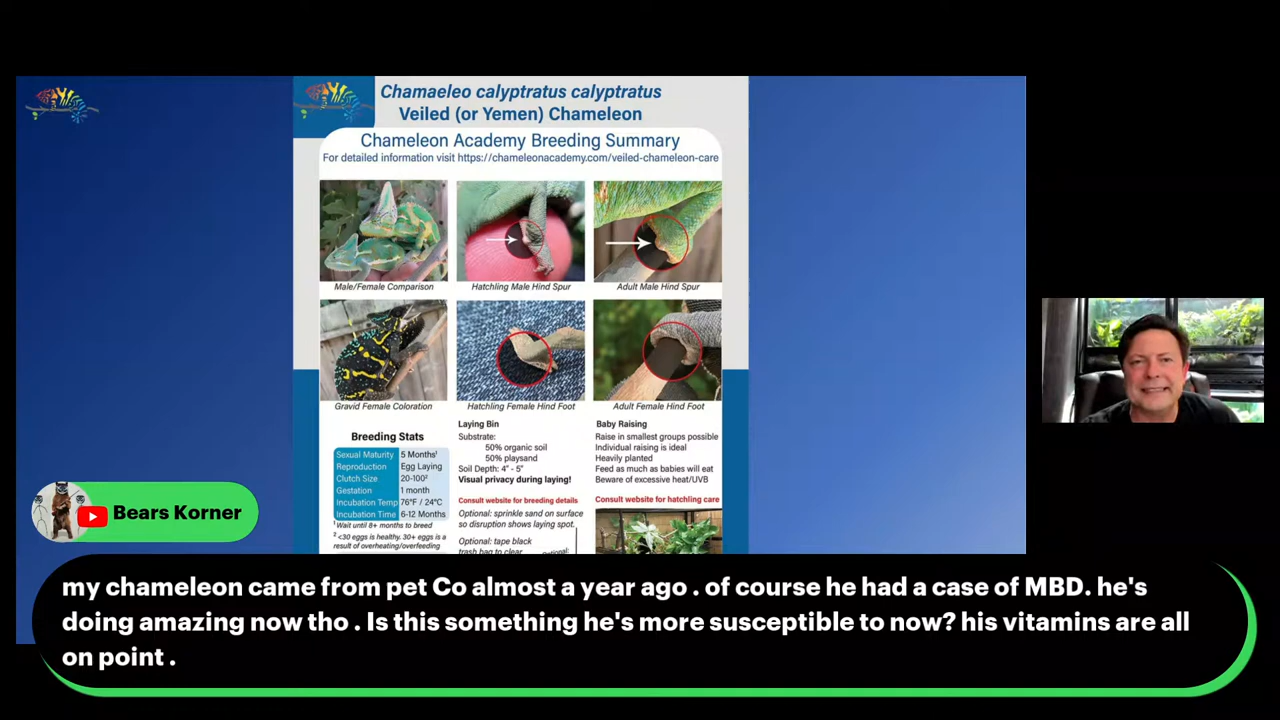 Chamaeleo calyptratus calyptratus
Veiled (or Yemen) Chameleon
Chameleon Academy Breeding Summary
For detailed information visit https://chameleonacademy.com/veiled-chameleon-care
Male/Female Comparison
Hatchling Male Hind Spur
Adult Male Hind Spur
Gravid Female Coloration
Hatchling Female Hind Foot
Adult Female Hind Foot
Breeding Stats
Sexual Maturity 5 Months¹
Reproduction Egg Laying
Clutch Size 20-100²
Gestation 1 month
Incubation Temp 76°F / 24°C
Incubation Time 6-12 Months
¹ Wait until 8+ months to breed
² <30 eggs is healthy. 30+ eggs is a
result of overheating/overfeeding
Laying Bin
Substrate:
50% organic soil
50% playsand
Soil Depth: 4" - 5"
Visual privacy during laying!
Consult website for breeding details
Optional: sprinkle sand on surface
so disruption shows laying spot.
Optional: tape black
trash bag to clear
Optional:
Baby Raising
Raise in smallest groups possible
Individual raising is ideal
Heavily planted
Feed as much as babies will eat
Beware of excessive heat/UVB
Consult website for hatchling care
Bears Korner
my chameleon came from pet Co almost a year ago . of course he had a case of MBD. he's
doing amazing now tho . Is this something he's more susceptible to now? his vitamins are all
on point .